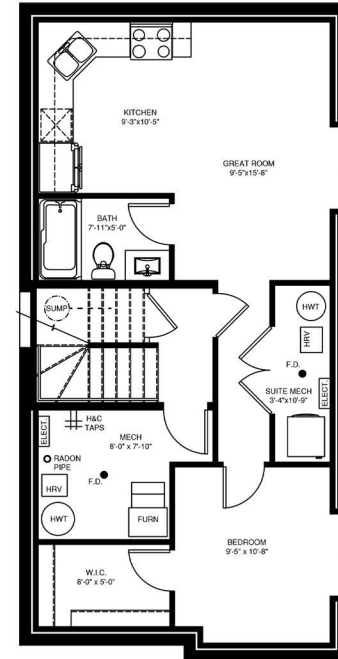 KITCHEN
9'-3"x10'-5"
GREAT ROOM
9'-5"x15'-8"
BATH
7'-11"x5'-0"
SUMP
HWT
HRV
F.D.
SUITE MECH
3'-4"x10'-9"
ELECT.
ELECT.
H&C
TAPS
MECH
8'-0" x 7'-10"
RADON
PIPE
F.D.
HRV
HWT
FURN
BEDROOM
9'-5" x 10'-8"
W.I.C.
8'-0" x 5'-0"